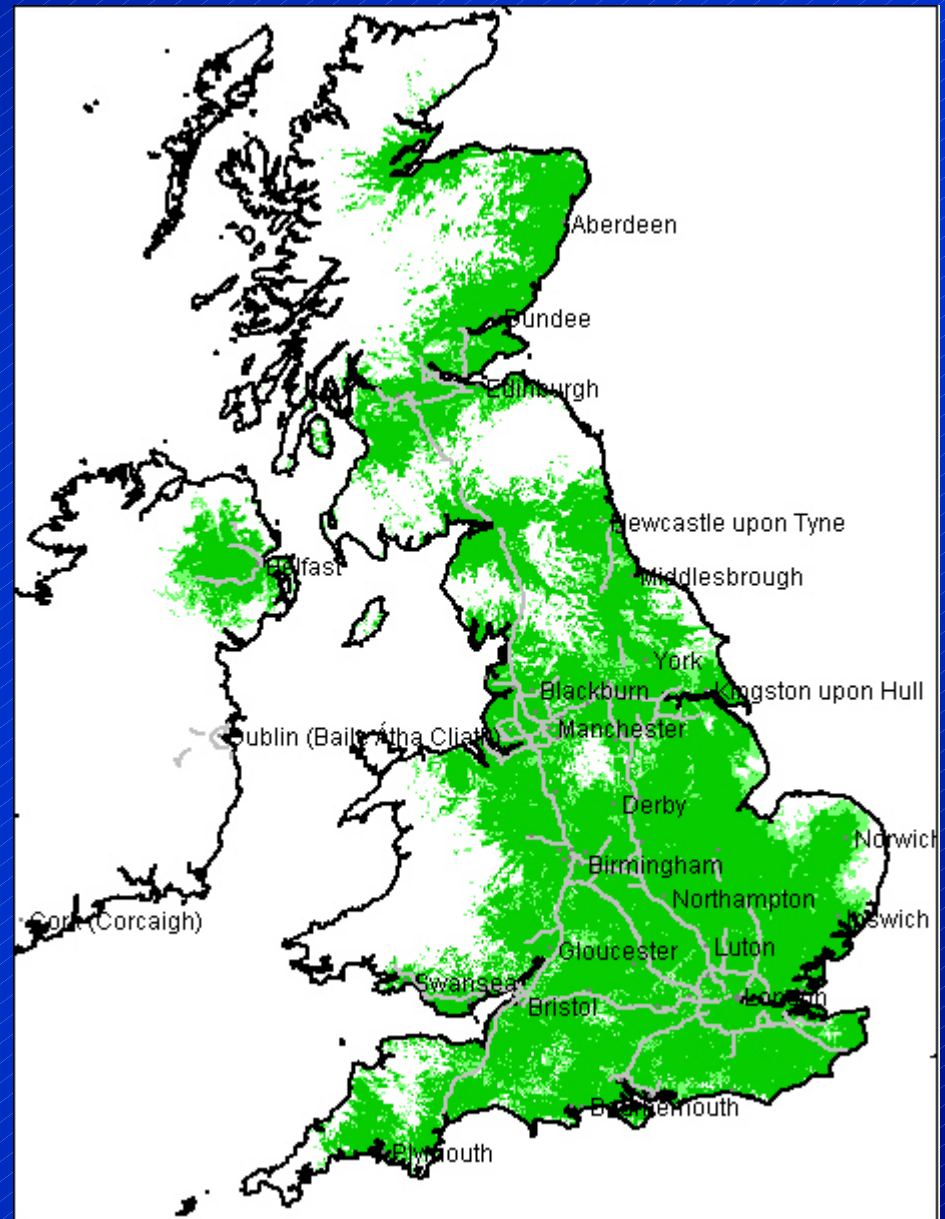 Aberdeen
Dundee
Edinburgh
Newcastle upon Tyne
Belfast
Middlesbrough
York
Blackburn
Kingston upon Hull
Manchester
Dublin (Baile Átha Cliath)
Derby
Norwich
Birmingham
Northampton
Cork (Corcaigh)
Ipswich
Gloucester
Luton
Swansea
London
Bristol
Bournemouth
Plymouth